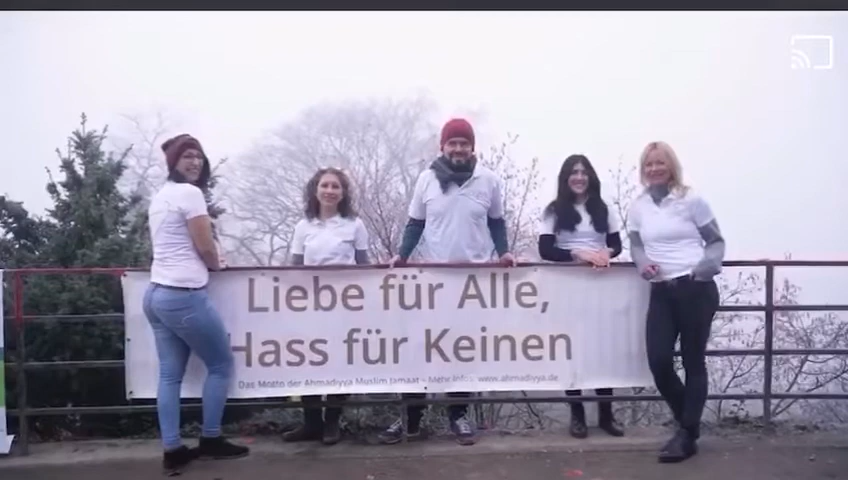 Liebe für Alle,
Hass für Keinen
Das Motto der Ahmadiyya Muslim Jamaat - Mehr Infos: www.ahmadiyya.de